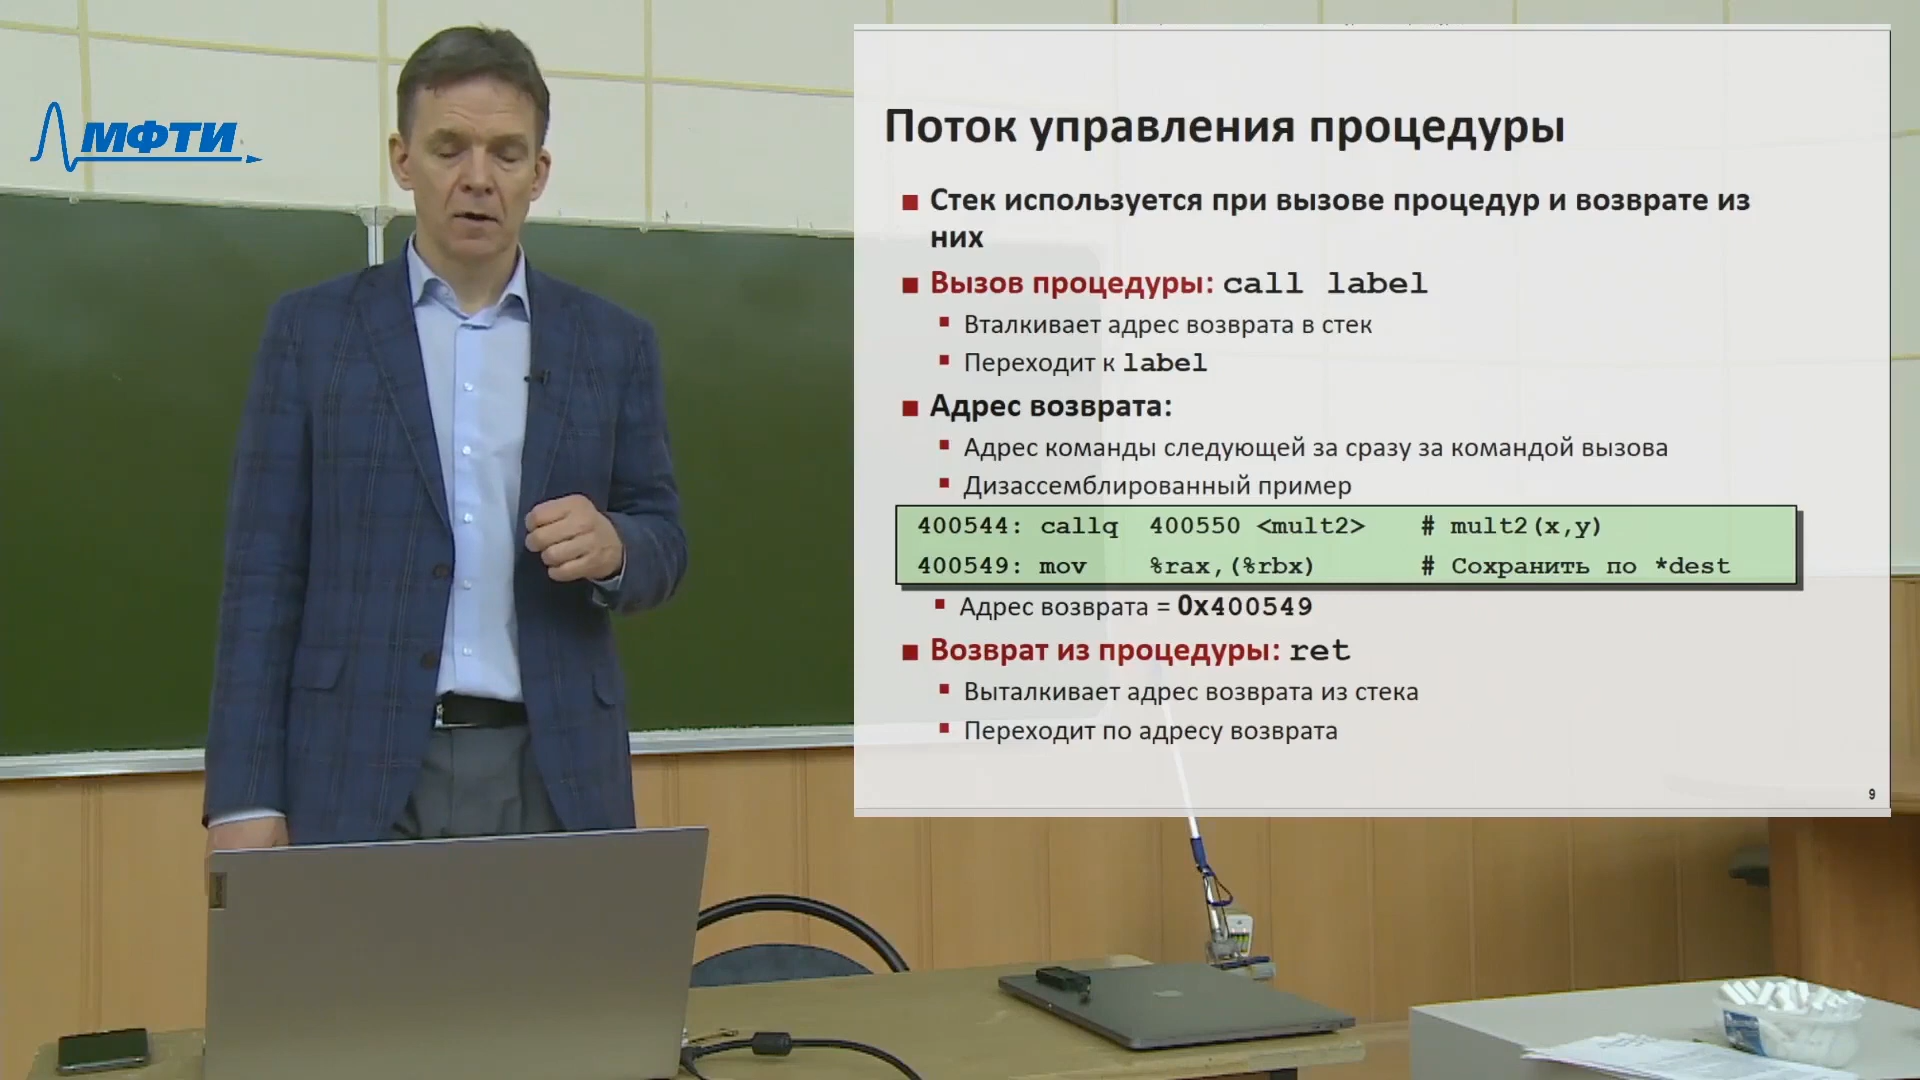 МФТИ
Поток управления процедуры
Стек используется при вызове процедур и возврате из
них
Вызов процедуры: call label
Вталкивает адрес возврата в стек
Переходит к label
Адрес возврата:
Адрес команды следующей за сразу за командой вызова
Дизассемблированный пример
400544: callq 400550 <mult2> # mult2(x,y)
400549: mov %rax,(%rbx) # Сохранить по *dest
Адрес возврата = 0x400549
Возврат из процедуры: ret
Выталкивает адрес возврата из стека
Переходит по адресу возврата
9